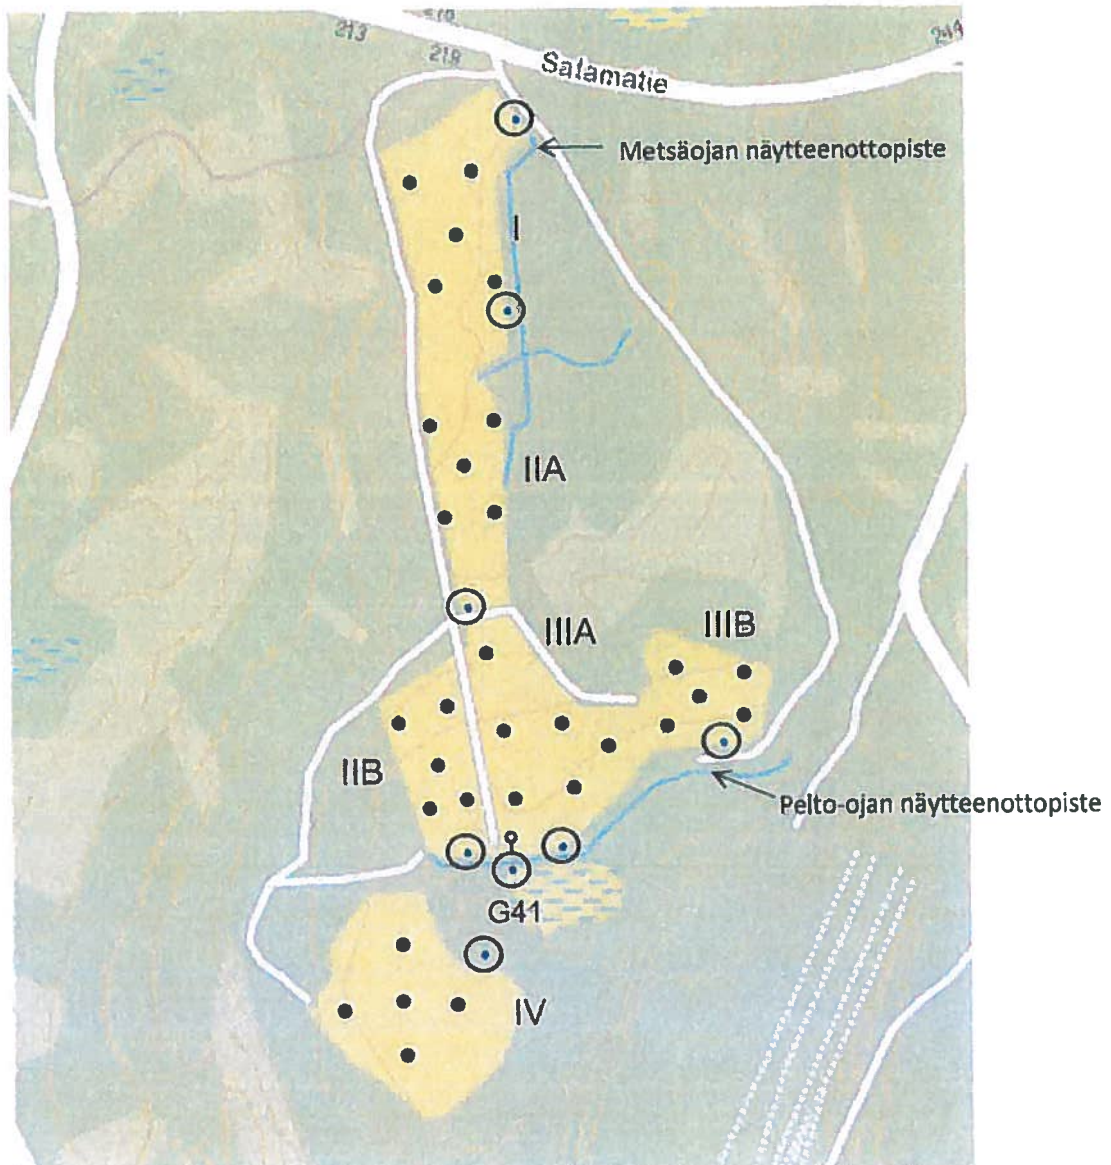 213
218
Salamatie
Metsäojan näytteenottopiste
I
IIA
IIIA
IIIB
IIB
Pelto-ojan näytteenottopiste
G41
IV